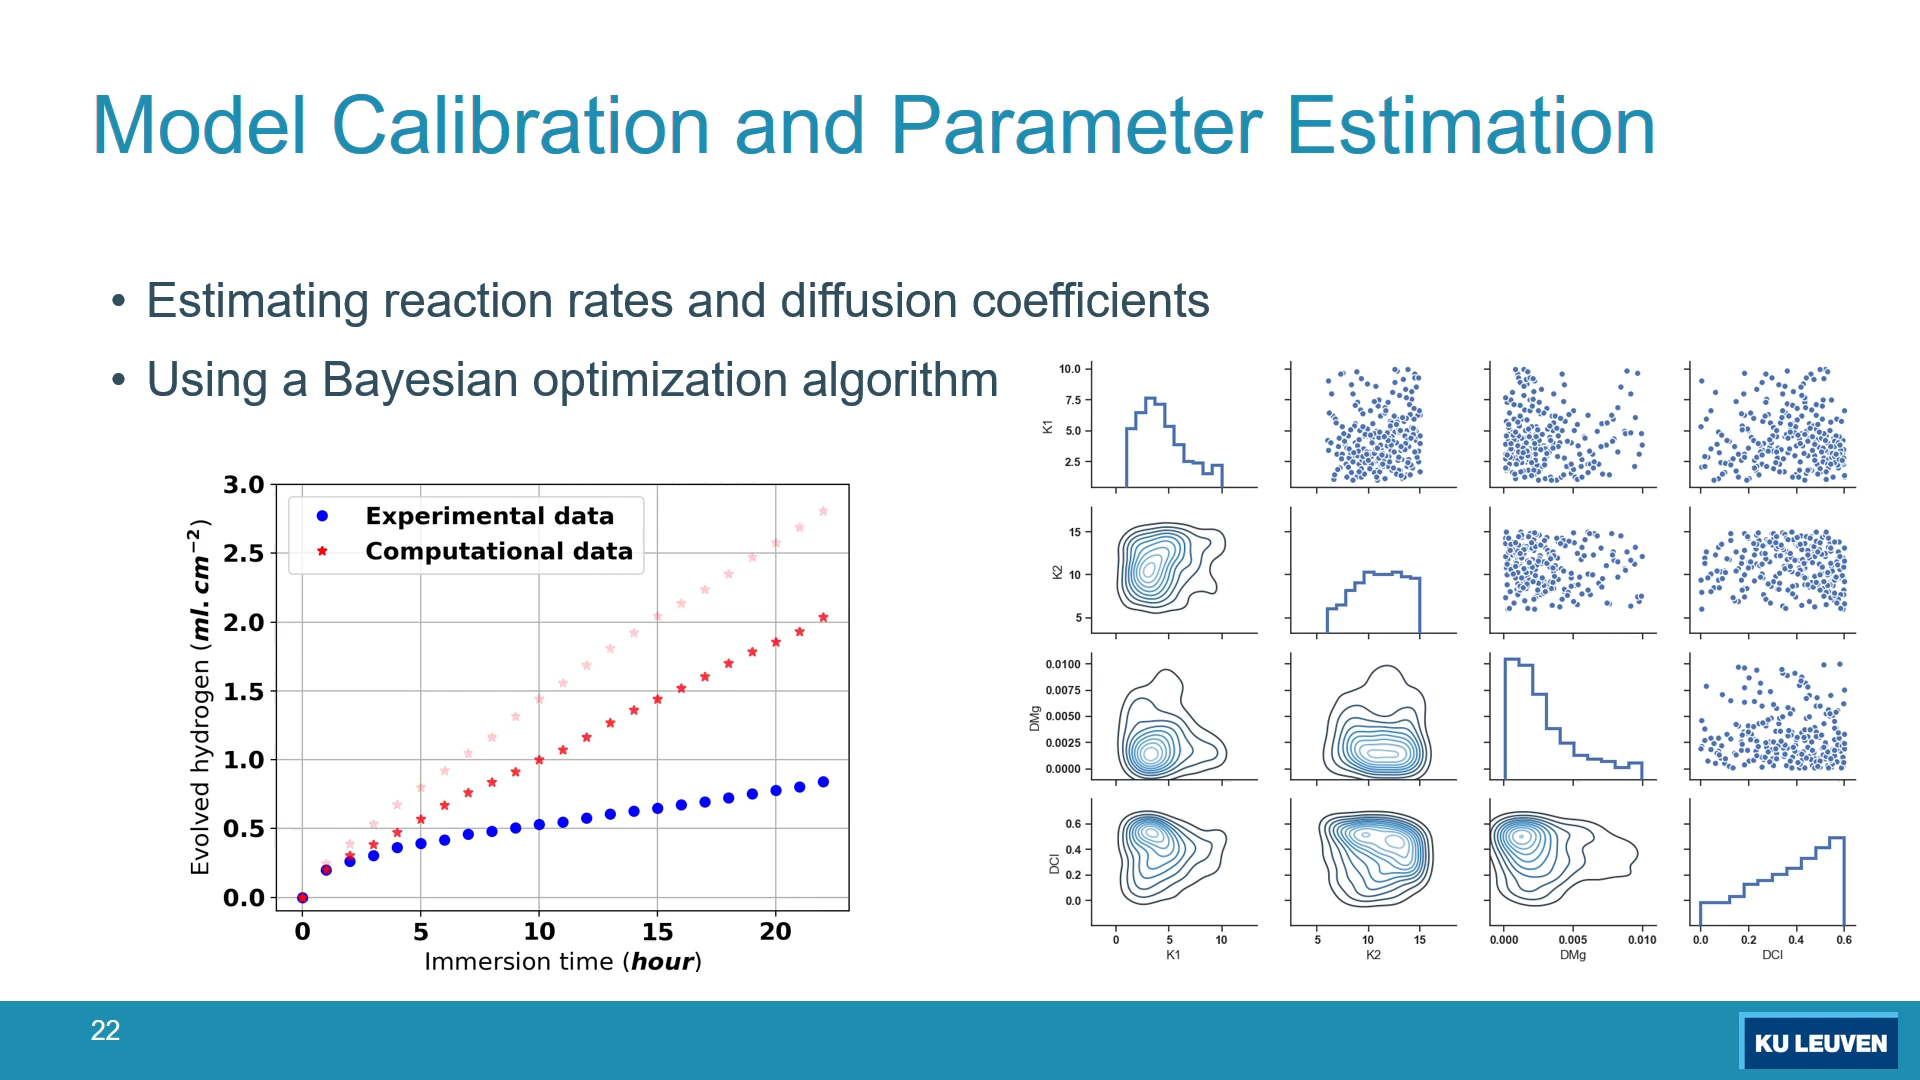 Model Calibration and Parameter Estimation
• Estimating reaction rates and diffusion coefficients
• Using a Bayesian optimization algorithm
Evolved hydrogen (ml.cm⁻²)
3.0
2.5
2.0
1.5
1.0
0.5
0.0
Experimental data
Computational data
0 5 10 15 20
Immersion time (hour)
K1
10.0
7.5
5.0
2.5
K2
15
10
5
DMg
0.0100
0.0075
0.0050
0.0025
0.0000
DCl
0.6
0.4
0.2
0.0
0 5 10 5 10 15 0.000 0.005 0.010 0.0 0.2 0.4 0.6
K1 K2 DMg DCl
22
KU LEUVEN